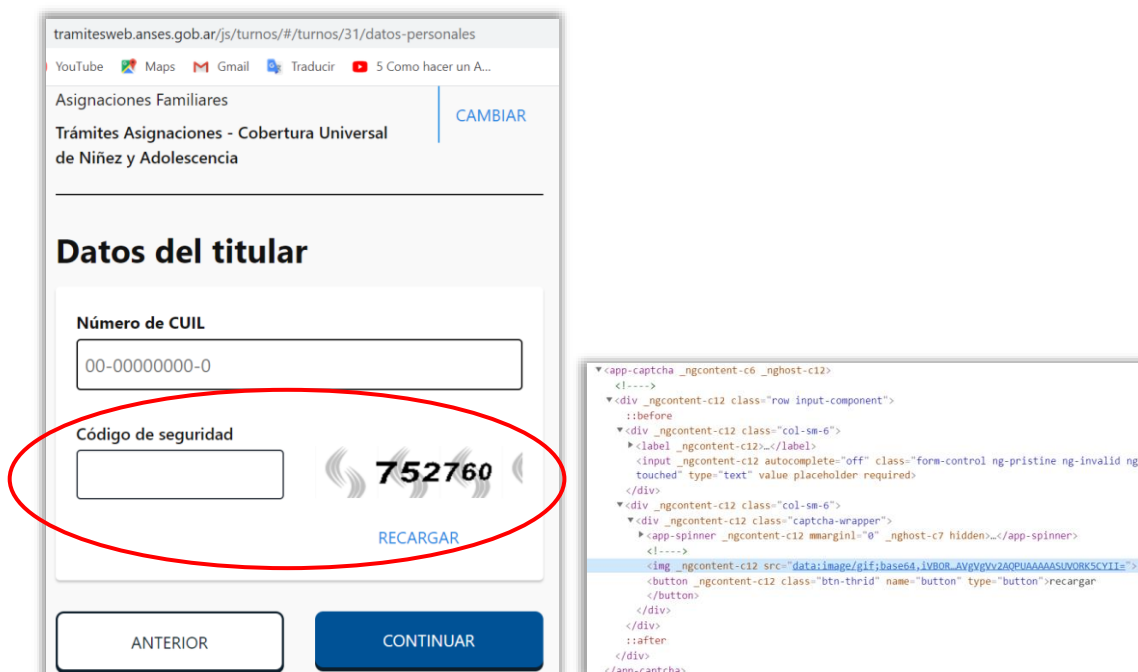 tramitesweb.anses.gob.ar/js/turnos/#/turnos/31/datos-personales
YouTube Maps Gmail Traducir 5 Como hacer un A...
Asignaciones Familiares
CAMBIAR
Trámites Asignaciones - Cobertura Universal
de Niñez y Adolescencia
Datos del titular
Número de CUIL
00-00000000-0
Código de seguridad
752760
RECARGAR
ANTERIOR
CONTINUAR
▼<app-captcha _ngcontent-c6 _nghost-c12>
<!---->
▼<div _ngcontent-c12 class="row input-component">
::before
▼<div _ngcontent-c12 class="col-sm-6">
▶<label _ngcontent-c12>…</label>
<input _ngcontent-c12 autocomplete="off" class="form-control ng-pristine ng-invalid ng
touched" type="text" value placeholder required>
</div>
▼<div _ngcontent-c12 class="col-sm-6">
▼<div _ngcontent-c12 class="captcha-wrapper">
▶<app-spinner _ngcontent-c12 mmarginl="0" _nghost-c7 hidden>…</app-spinner>
<!---->
<img _ngcontent-c12 src="data:image/gif;base64,iVBOR…AVgVgVv2AQPUAAAAASUVORK5CYII=">
<button _ngcontent-c12 class="btn-thrid" name="button" type="button">recargar
</button>
</div>
</div>
::after
</div>
</app-captcha>